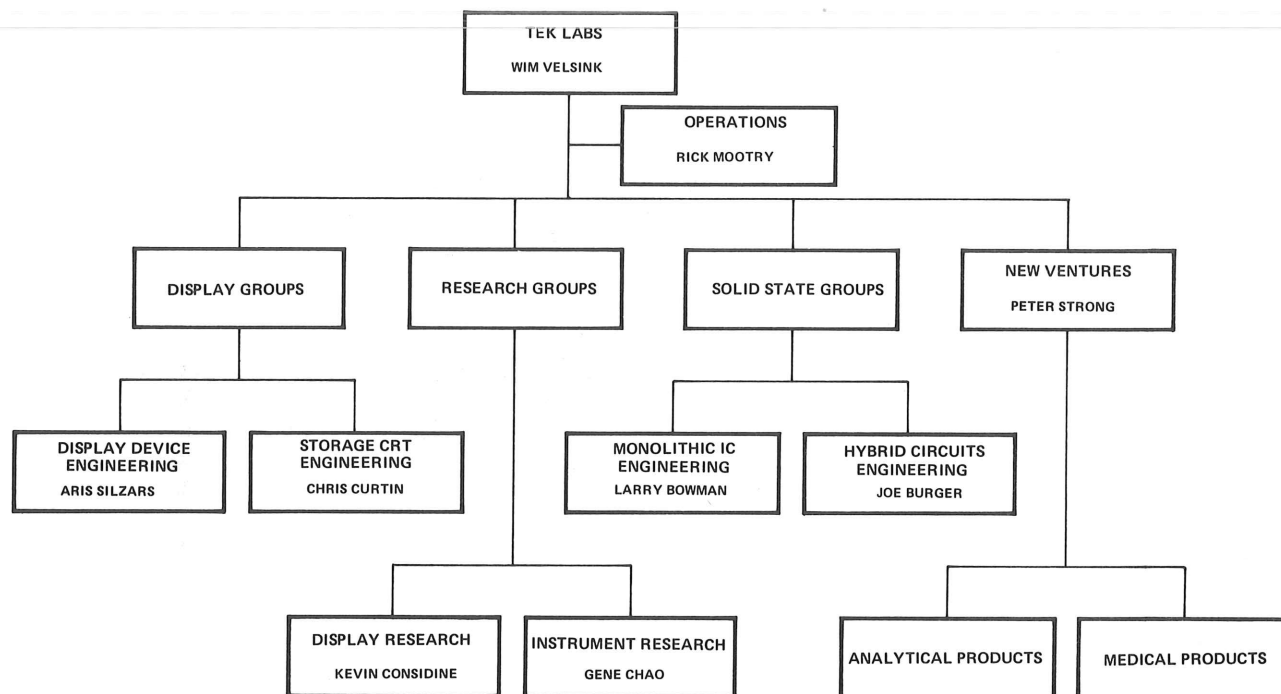 TEK LABS
WIM VELSINK
OPERATIONS
RICK MOOTRY
DISPLAY GROUPS
RESEARCH GROUPS
SOLID STATE GROUPS
NEW VENTURES
PETER STRONG
DISPLAY DEVICE
ENGINEERING
ARIS SILZARS
STORAGE CRT
ENGINEERING
CHRIS CURTIN
MONOLITHIC IC
ENGINEERING
LARRY BOWMAN
HYBRID CIRCUITS
ENGINEERING
JOE BURGER
DISPLAY RESEARCH
KEVIN CONSIDINE
INSTRUMENT RESEARCH
GENE CHAO
ANALYTICAL PRODUCTS
MEDICAL PRODUCTS